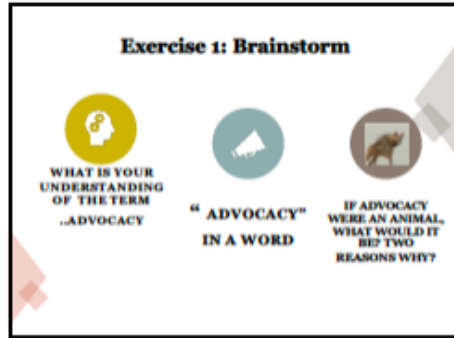 Exercise 1: Brainstorm
WHAT IS YOUR
UNDERSTANDING
OF THE TERM
..ADVOCACY
“ ADVOCACY”
IN A WORD
IF ADVOCACY
WERE AN ANIMAL,
WHAT WOULD IT
BE? TWO
REASONS WHY?